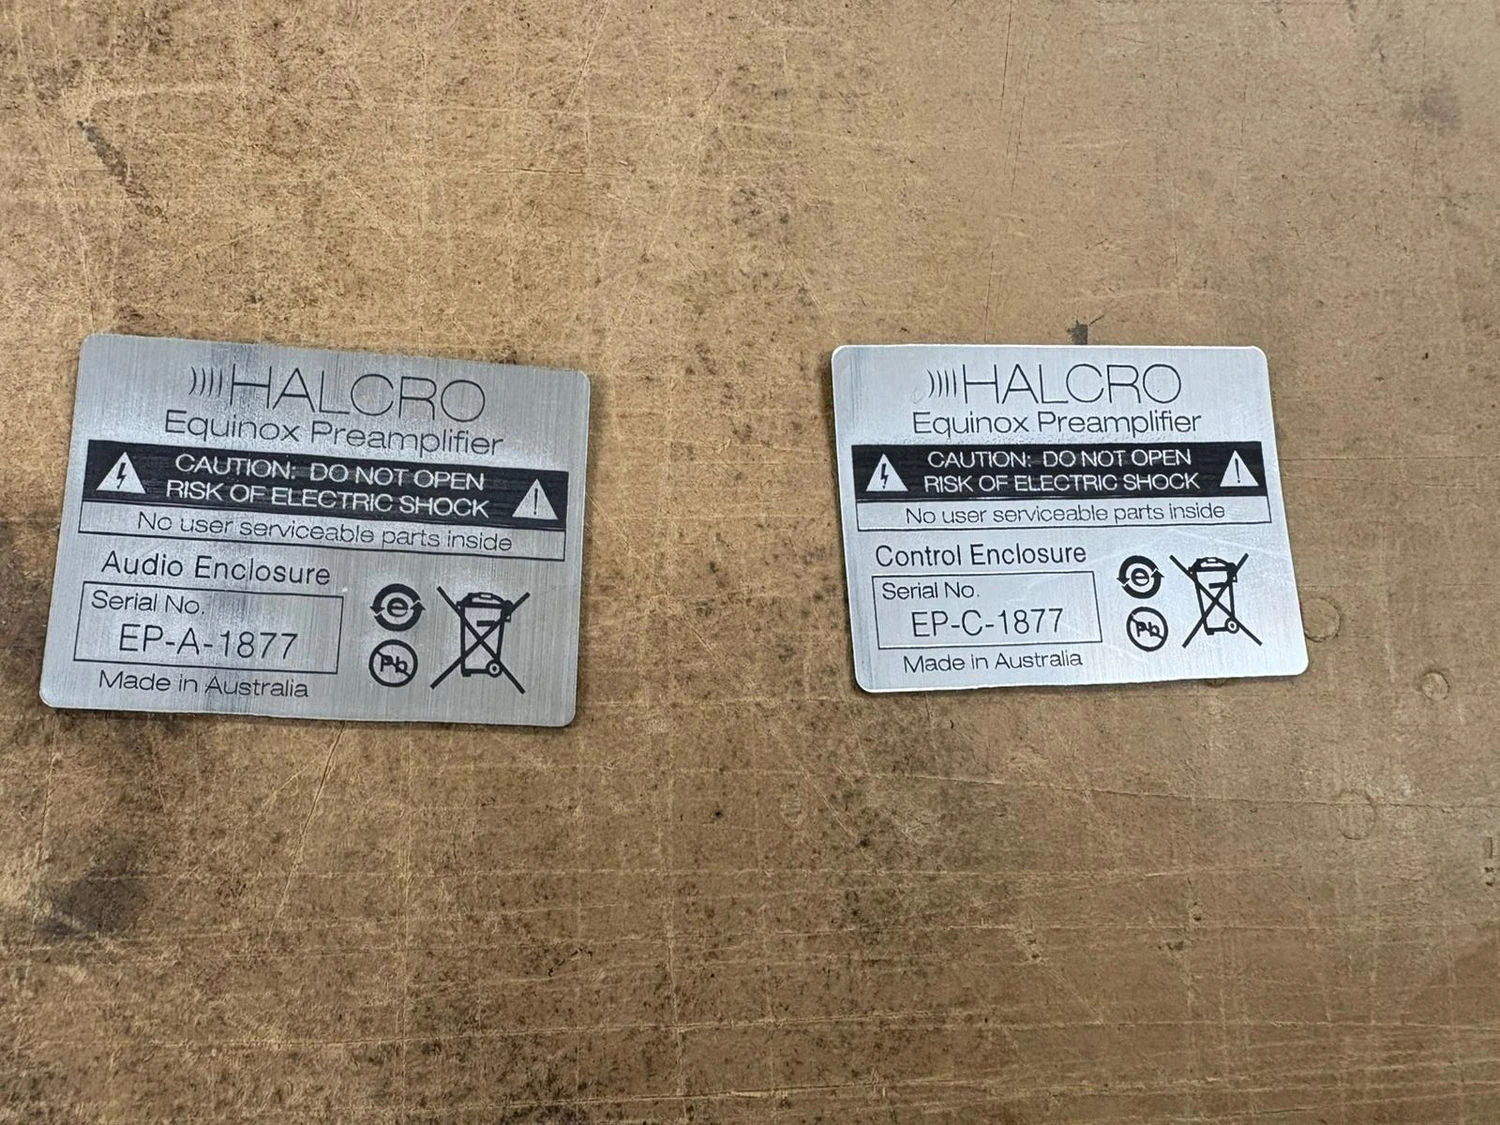 HALCRO
Equinox Preamplifier
CAUTION: DO NOT OPEN
RISK OF ELECTRIC SHOCK
No user serviceable parts inside
Audio Enclosure
Serial No.
EP-A-1877
Made in Australia
e
Pb
HALCRO
Equinox Preamplifier
CAUTION: DO NOT OPEN
RISK OF ELECTRIC SHOCK
No user serviceable parts inside
Control Enclosure
Serial No.
EP-C-1877
Made in Australia
e
Pb